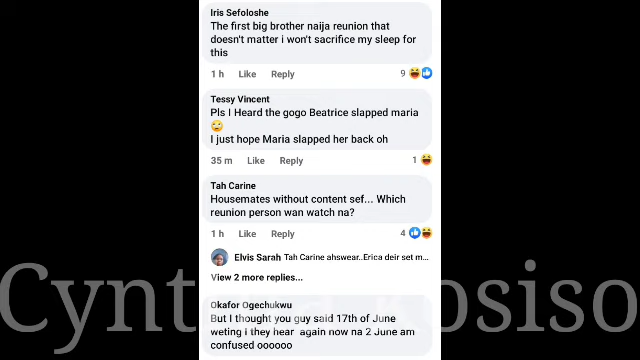 Iris Sefoloshe
The first big brother naija reunion that
doesn't matter i won't sacrifice my sleep for
this
1 h Like Reply 9
Tessy Vincent
Pls I Heard the gogo Beatrice slapped maria
🙄
I just hope Maria slapped her back oh
35 m Like Reply 1
Tah Carine
Housemates without content sef... Which
reunion person wan watch na?
1 h Like Reply 4
Elvis Sarah Tah Carine ahswear..Erica deir set m...
View 2 more replies...
Okafor Ogechukwu
But I thought you guy said 17th of June
weting i they hear again now na 2 June am
confused oooooo